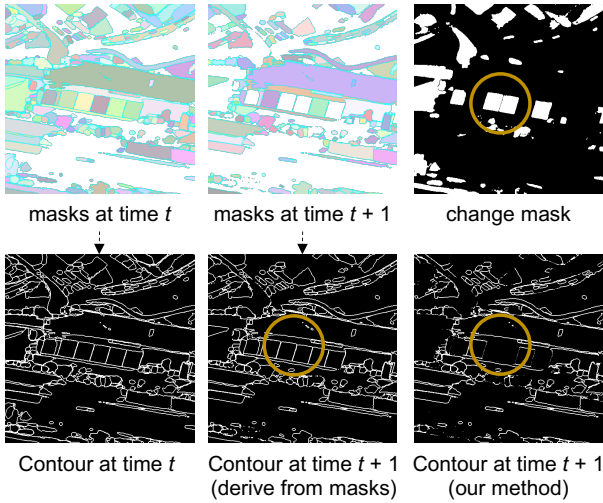 masks at time t
masks at time t + 1
change mask
Contour at time t
Contour at time t + 1
(derive from masks)
Contour at time t + 1
(our method)